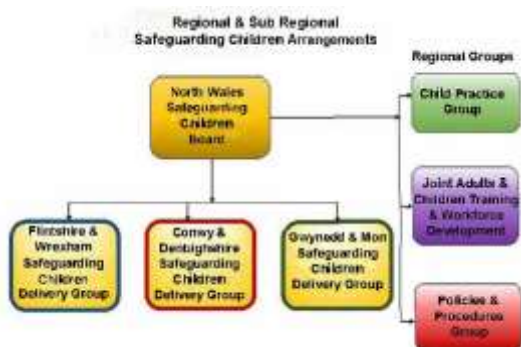 Regional & Sub Regional
Safeguarding Children Arrangements
Regional Groups
North Wales
Safeguarding
Children
Board
Child Practice
Group
Joint Adults &
Children Training
& Workforce
Development
Flintshire &
Wrexham
Safeguarding
Children
Delivery Group
Conwy &
Denbighshire
Safeguarding
Children
Delivery Group
Gwynedd & Mon
Safeguarding
Children
Delivery Group
Policies &
Procedures
Group